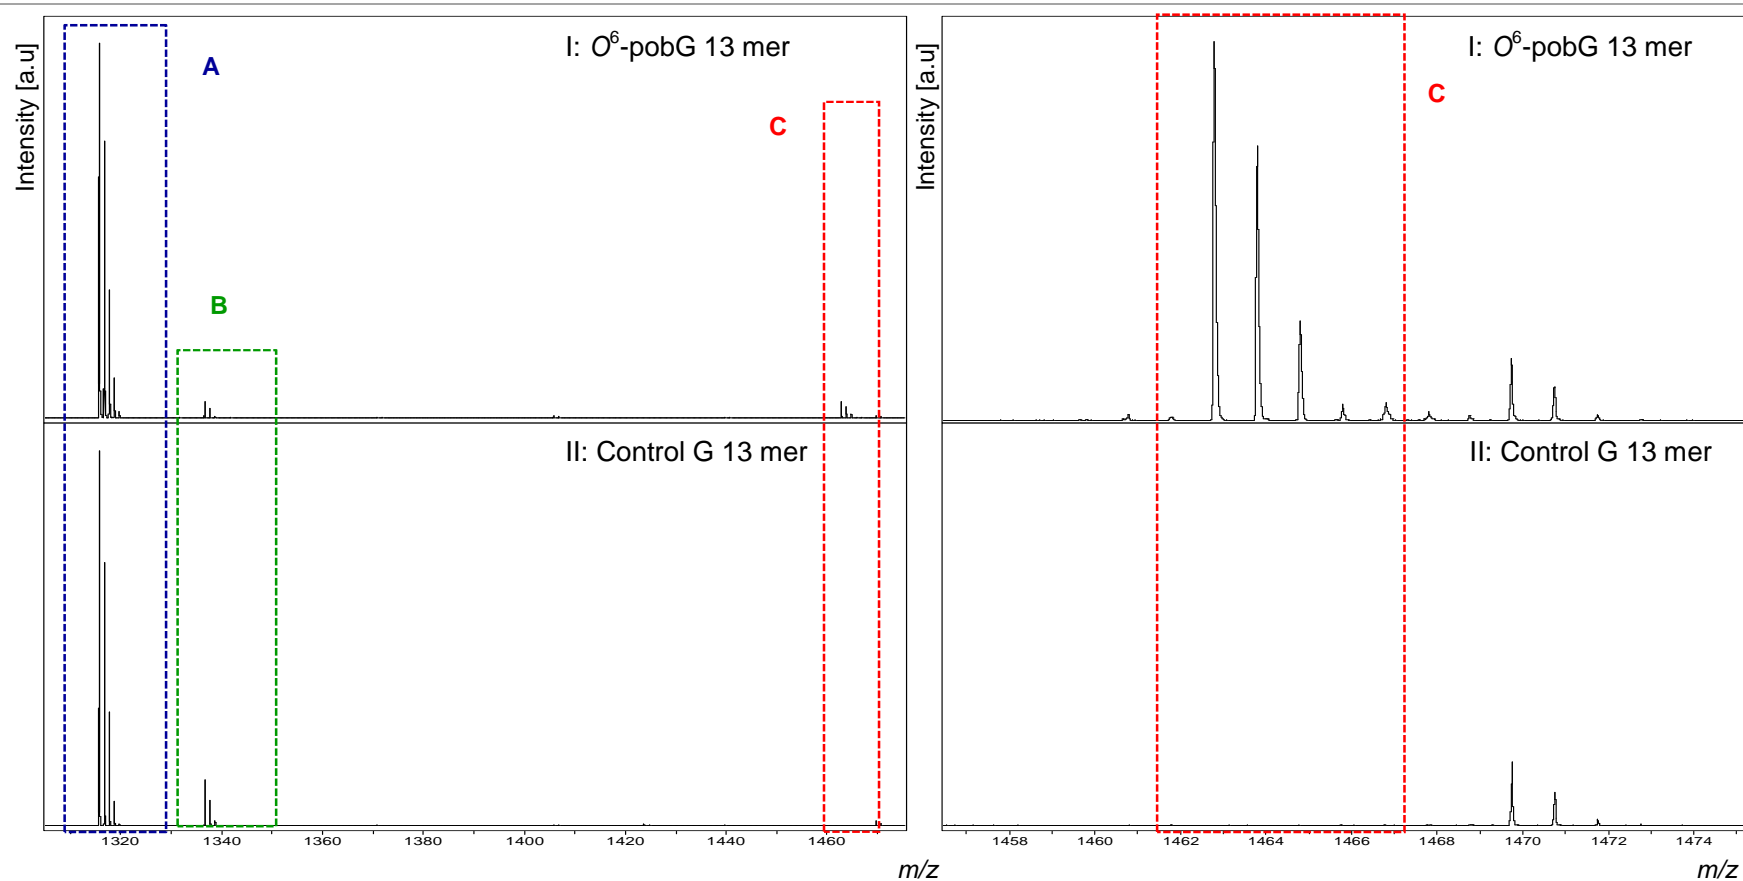 Intensity [a.u]
I: O⁶-pobG 13 mer
A
B
C
II: Control G 13 mer
1320 1340 1360 1380 1400 1420 1440 1460
m/z
Intensity [a.u]
I: O⁶-pobG 13 mer
C
II: Control G 13 mer
1458 1460 1462 1464 1466 1468 1470 1472 1474
m/z